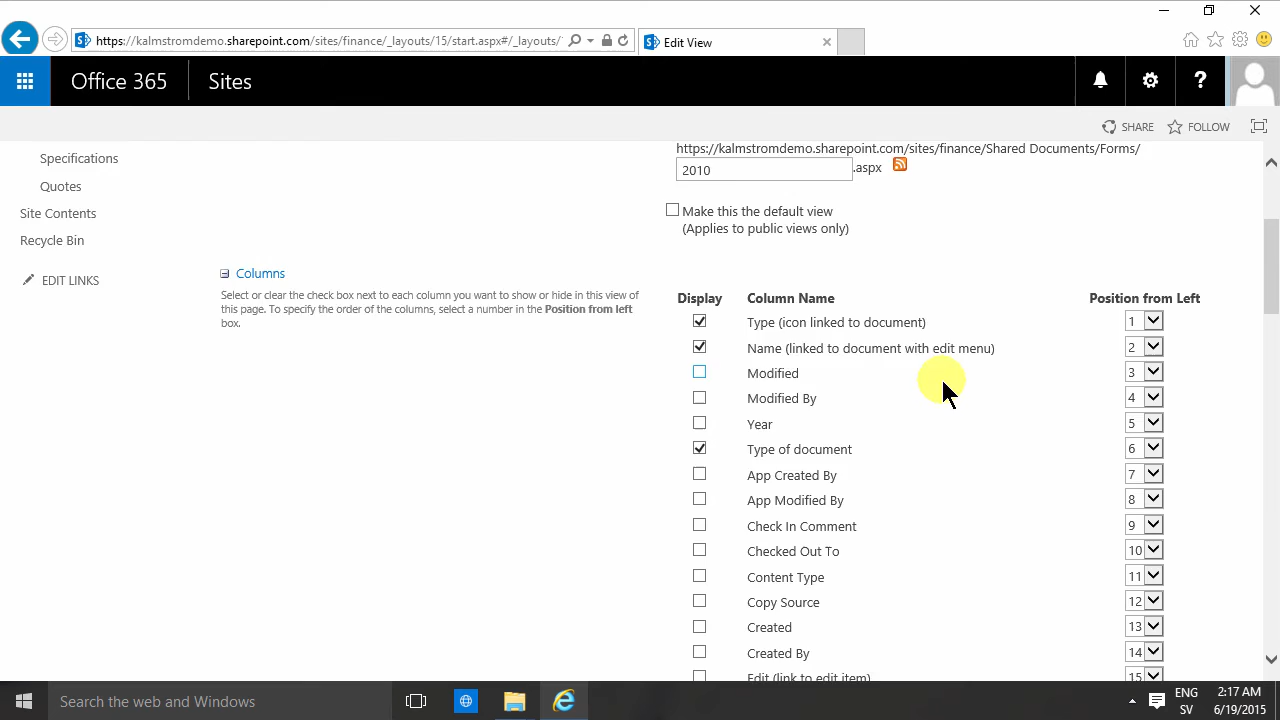 https://kalmstromdemo.sharepoint.com/sites/finance/_layouts/15/start.aspx#/_layouts/
Edit View
Office 365
Sites
SHARE
FOLLOW
Specifications
Quotes
Site Contents
Recycle Bin
EDIT LINKS
https://kalmstromdemo.sharepoint.com/sites/finance/Shared Documents/Forms/
2010 .aspx
Make this the default view
(Applies to public views only)
Columns
Select or clear the check box next to each column you want to show or hide in this view of
this page. To specify the order of the columns, select a number in the Position from left
box.
Display Column Name Position from Left
Type (icon linked to document) 1
Name (linked to document with edit menu) 2
Modified 3
Modified By 4
Year 5
Type of document 6
App Created By 7
App Modified By 8
Check In Comment 9
Checked Out To 10
Content Type 11
Copy Source 12
Created 13
Created By 14
Edit (link to edit item) 15
Search the web and Windows
ENG
SV
2:17 AM
6/19/2015